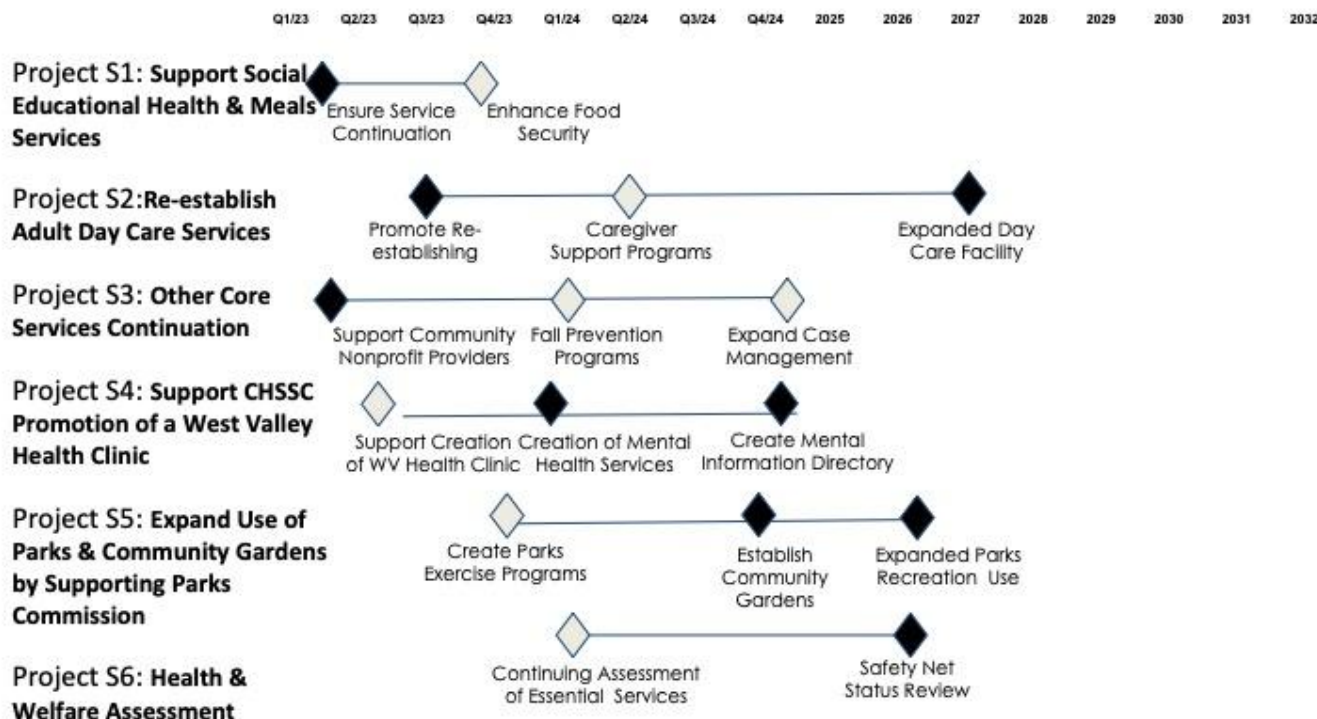 Q1/23 Q2/23 Q3/23 Q4/23 Q1/24 Q2/24 Q3/24 Q4/24 2025 2026 2027 2028 2029 2030 2031 2032
Project S1: Support Social
Educational Health & Meals
Services
Ensure Service
Continuation
Enhance Food
Security
Project S2:Re-establish
Adult Day Care Services
Promote Re-
establishing
Caregiver
Support Programs
Expanded Day
Care Facility
Project S3: Other Core
Services Continuation
Support Community
Nonprofit Providers
Fall Prevention
Programs
Expand Case
Management
Project S4: Support CHSSC
Promotion of a West Valley
Health Clinic
Support Creation
of WV Health Clinic
Creation of Mental
Health Services
Create Mental
Information Directory
Project S5: Expand Use of
Parks & Community Gardens
by Supporting Parks
Commission
Create Parks
Exercise Programs
Establish
Community
Gardens
Expanded Parks
Recreation Use
Project S6: Health &
Welfare Assessment
Continuing Assessment
of Essential Services
Safety Net
Status Review